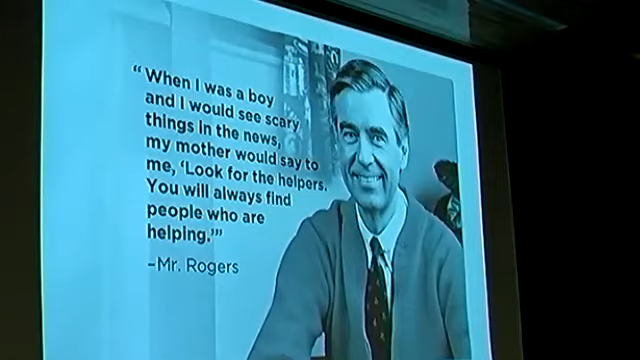 “When I was a boy
and I would see scary
things in the news,
my mother would say to
me, ‘Look for the helpers.
You will always find
people who are
helping.’”
–Mr. Rogers